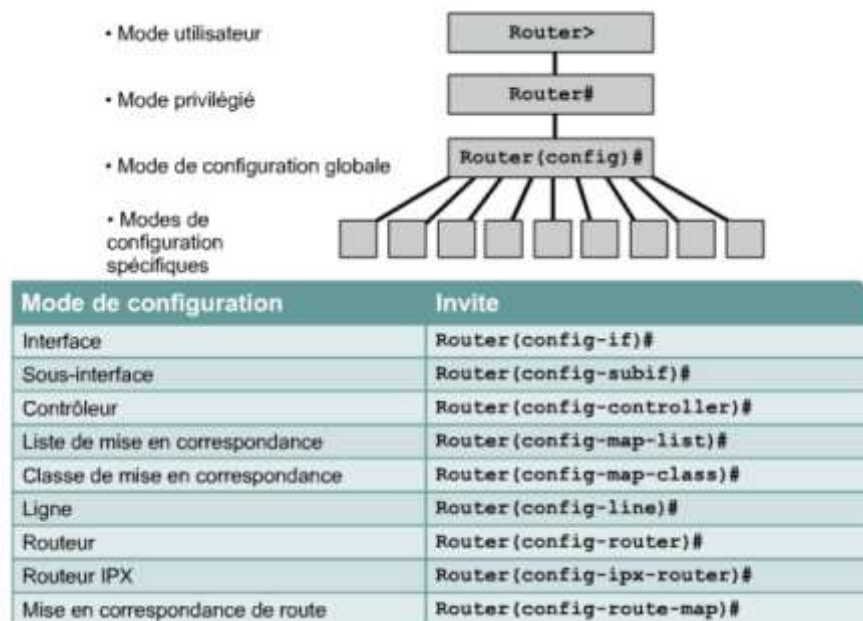 • Mode utilisateur
Router>
• Mode privilégié
Router#
• Mode de configuration globale
Router(config)#
• Modes de
configuration
spécifiques
Mode de configuration Invite
Interface Router(config-if)#
Sous-interface Router(config-subif)#
Contrôleur Router(config-controller)#
Liste de mise en correspondance Router(config-map-list)#
Classe de mise en correspondance Router(config-map-class)#
Ligne Router(config-line)#
Routeur Router(config-router)#
Routeur IPX Router(config-ipx-router)#
Mise en correspondance de route Router(config-route-map)#